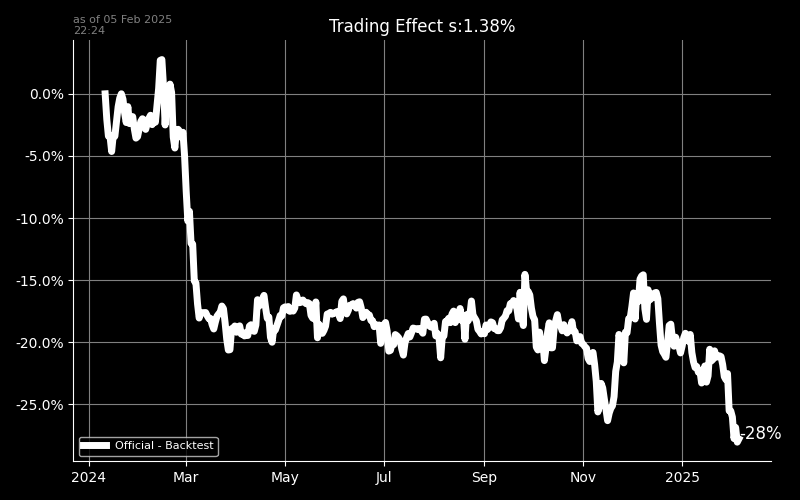 as of 05 Feb 2025
22:24
Trading Effect s:1.38%
0.0%
-5.0%
-10.0%
-15.0%
-20.0%
-25.0%
-28%
Official - Backtest
2024 Mar May Jul Sep Nov 2025